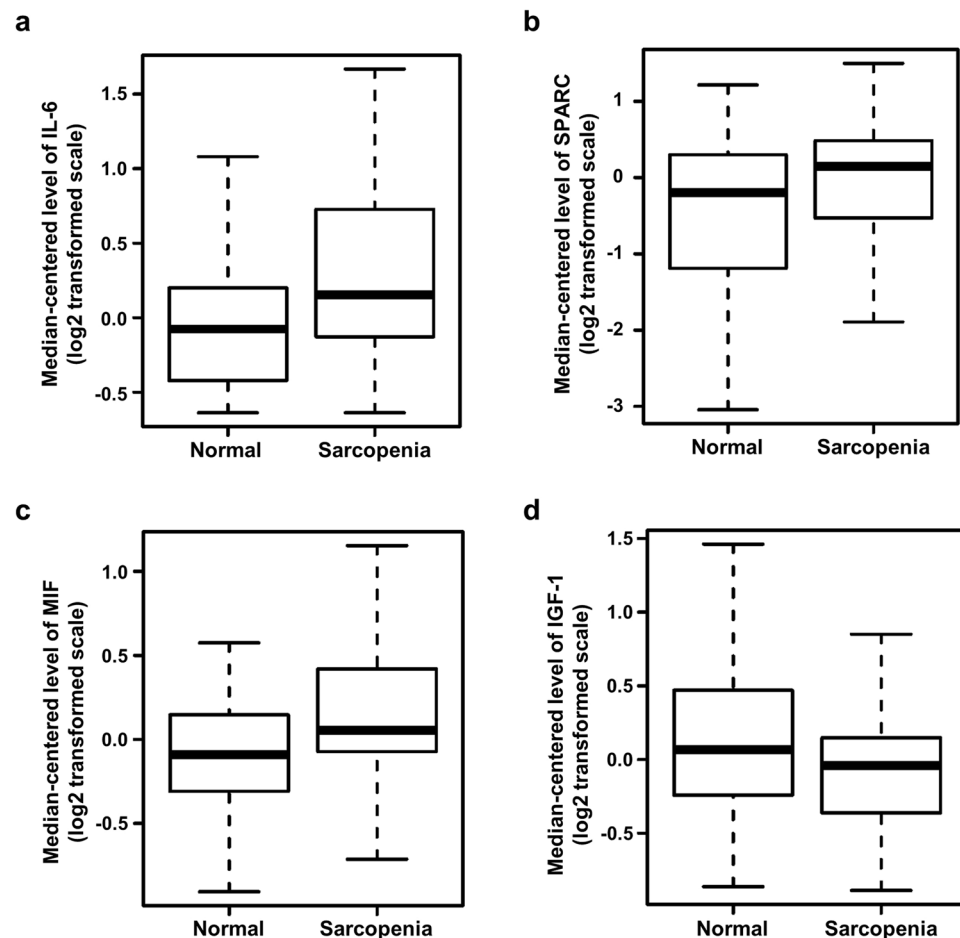 a
Median-centered level of IL-6
(log2 transformed scale)
1.5
1.0
0.5
0.0
-0.5
Normal
Sarcopenia
b
Median-centered level of SPARC
(log2 transformed scale)
1
0
-1
-2
-3
Normal
Sarcopenia
c
Median-centered level of MIF
(log2 transformed scale)
1.0
0.5
0.0
-0.5
Normal
Sarcopenia
d
Median-centered level of IGF-1
(log2 transformed scale)
1.5
1.0
0.5
0.0
-0.5
Normal
Sarcopenia